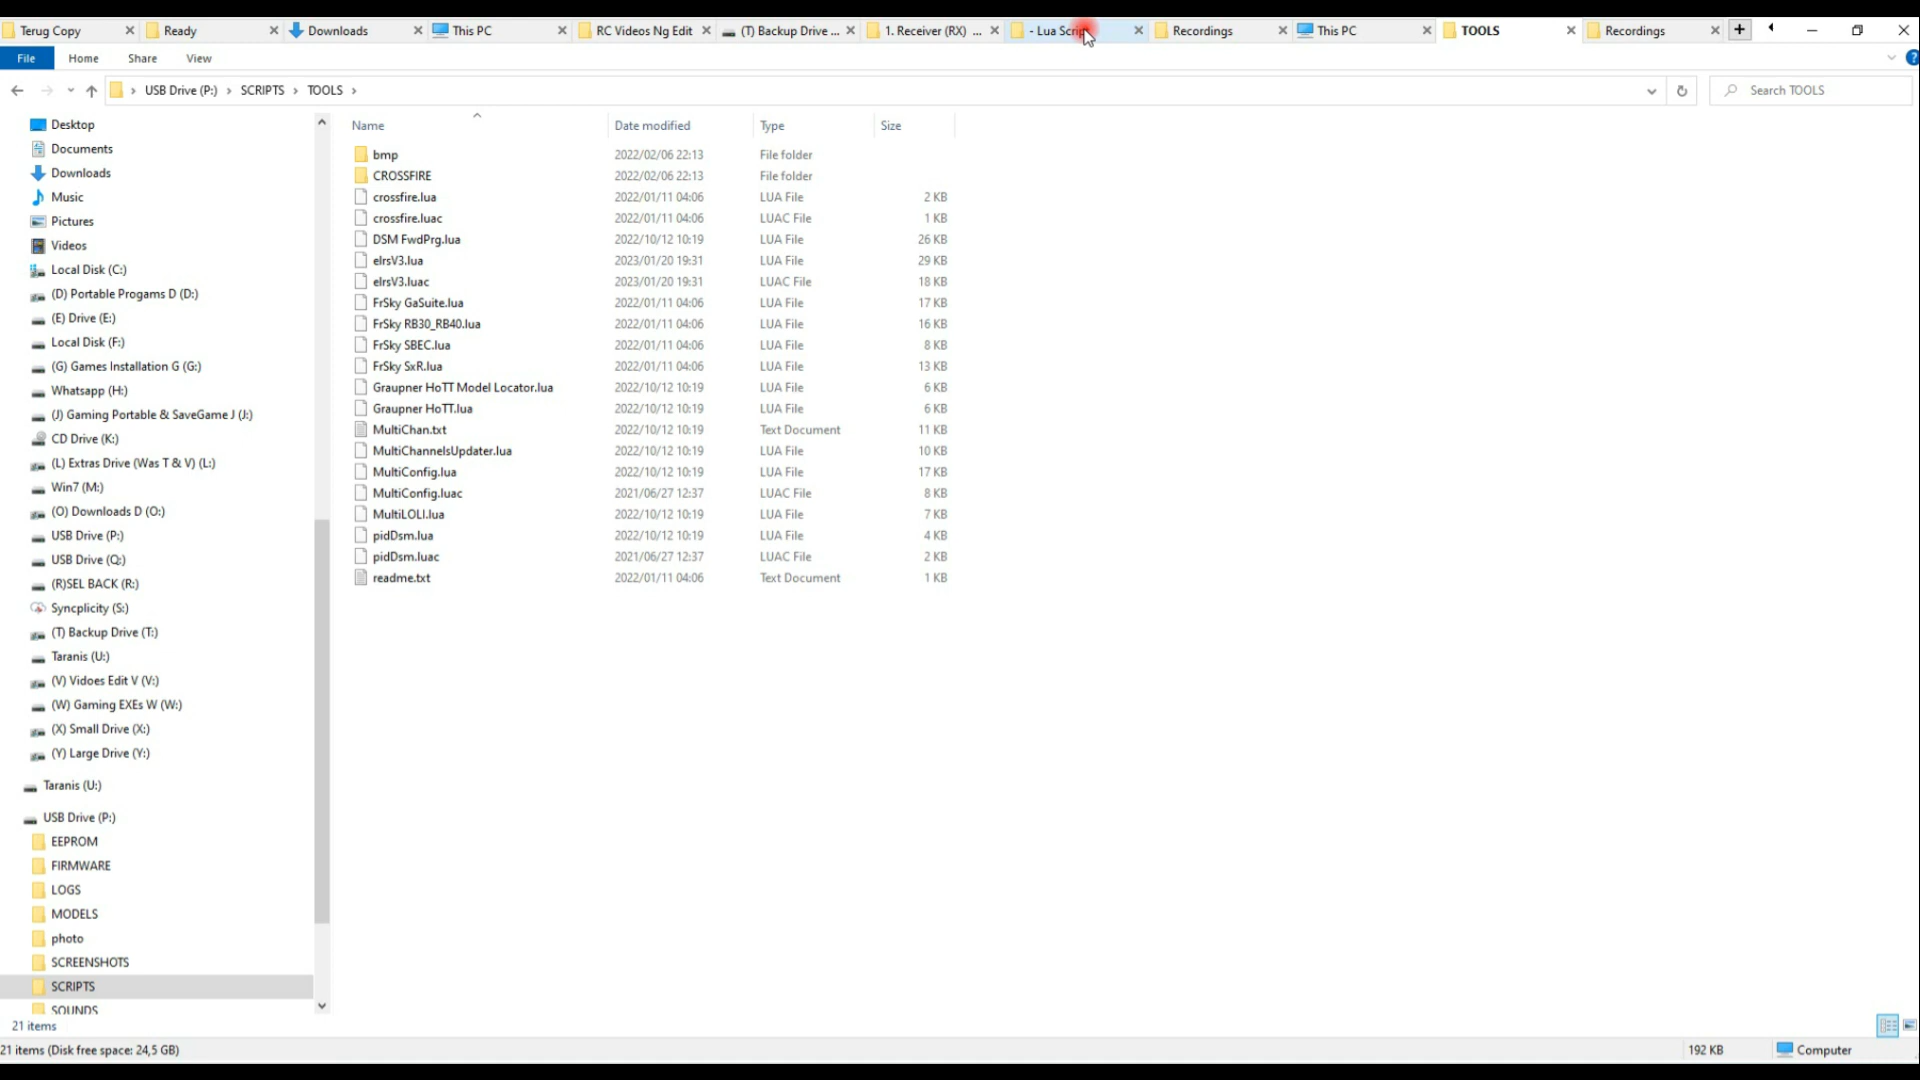 Terug Copy Ready Downloads This PC RC Videos Ng Edit (T) Backup Drive ... 1. Receiver (RX) ... - Lua Script Recordings This PC TOOLS Recordings
File Home Share View
USB Drive (P:) SCRIPTS TOOLS Search TOOLS
Name Date modified Type Size
Desktop
Documents
Downloads
Music
Pictures
Videos
Local Disk (C:)
(D) Portable Progams D (D:)
(E) Drive (E:)
Local Disk (F:)
(G) Games Installation G (G:)
Whatsapp (H:)
(J) Gaming Portable & SaveGame J (J:)
CD Drive (K:)
(L) Extras Drive (Was T & V) (L:)
Win7 (M:)
(O) Downloads D (O:)
USB Drive (P:)
USB Drive (Q:)
(R)SEL BACK (R:)
Syncplicity (S:)
(T) Backup Drive (T:)
Taranis (U:)
(V) Vidoes Edit V (V:)
(W) Gaming EXEs W (W:)
(X) Small Drive (X:)
(Y) Large Drive (Y:)
Taranis (U:)
USB Drive (P:)
EEPROM
FIRMWARE
LOGS
MODELS
photo
SCREENSHOTS
SCRIPTS
SOUNDS
bmp 2022/02/06 22:13 File folder
CROSSFIRE 2022/02/06 22:13 File folder
crossfire.lua 2022/01/11 04:06 LUA File 2 KB
crossfire.luac 2022/01/11 04:06 LUAC File 1 KB
DSM FwdPrg.lua 2022/10/12 10:19 LUA File 26 KB
elrsV3.lua 2023/01/20 19:31 LUA File 29 KB
elrsV3.luac 2023/01/20 19:31 LUAC File 18 KB
FrSky GaSuite.lua 2022/01/11 04:06 LUA File 17 KB
FrSky RB30_RB40.lua 2022/01/11 04:06 LUA File 16 KB
FrSky SBEC.lua 2022/01/11 04:06 LUA File 8 KB
FrSky SxR.lua 2022/01/11 04:06 LUA File 13 KB
Graupner HoTT Model Locator.lua 2022/10/12 10:19 LUA File 6 KB
Graupner HoTT.lua 2022/10/12 10:19 LUA File 6 KB
MultiChan.txt 2022/10/12 10:19 Text Document 11 KB
MultiChannelsUpdater.lua 2022/10/12 10:19 LUA File 10 KB
MultiConfig.lua 2022/10/12 10:19 LUA File 17 KB
MultiConfig.luac 2021/06/27 12:37 LUAC File 8 KB
MultiLOLI.lua 2022/10/12 10:19 LUA File 7 KB
pidDsm.lua 2022/10/12 10:19 LUA File 4 KB
pidDsm.luac 2021/06/27 12:37 LUAC File 2 KB
readme.txt 2022/01/11 04:06 Text Document 1 KB
21 items
21 items (Disk free space: 24,5 GB) 192 KB Computer